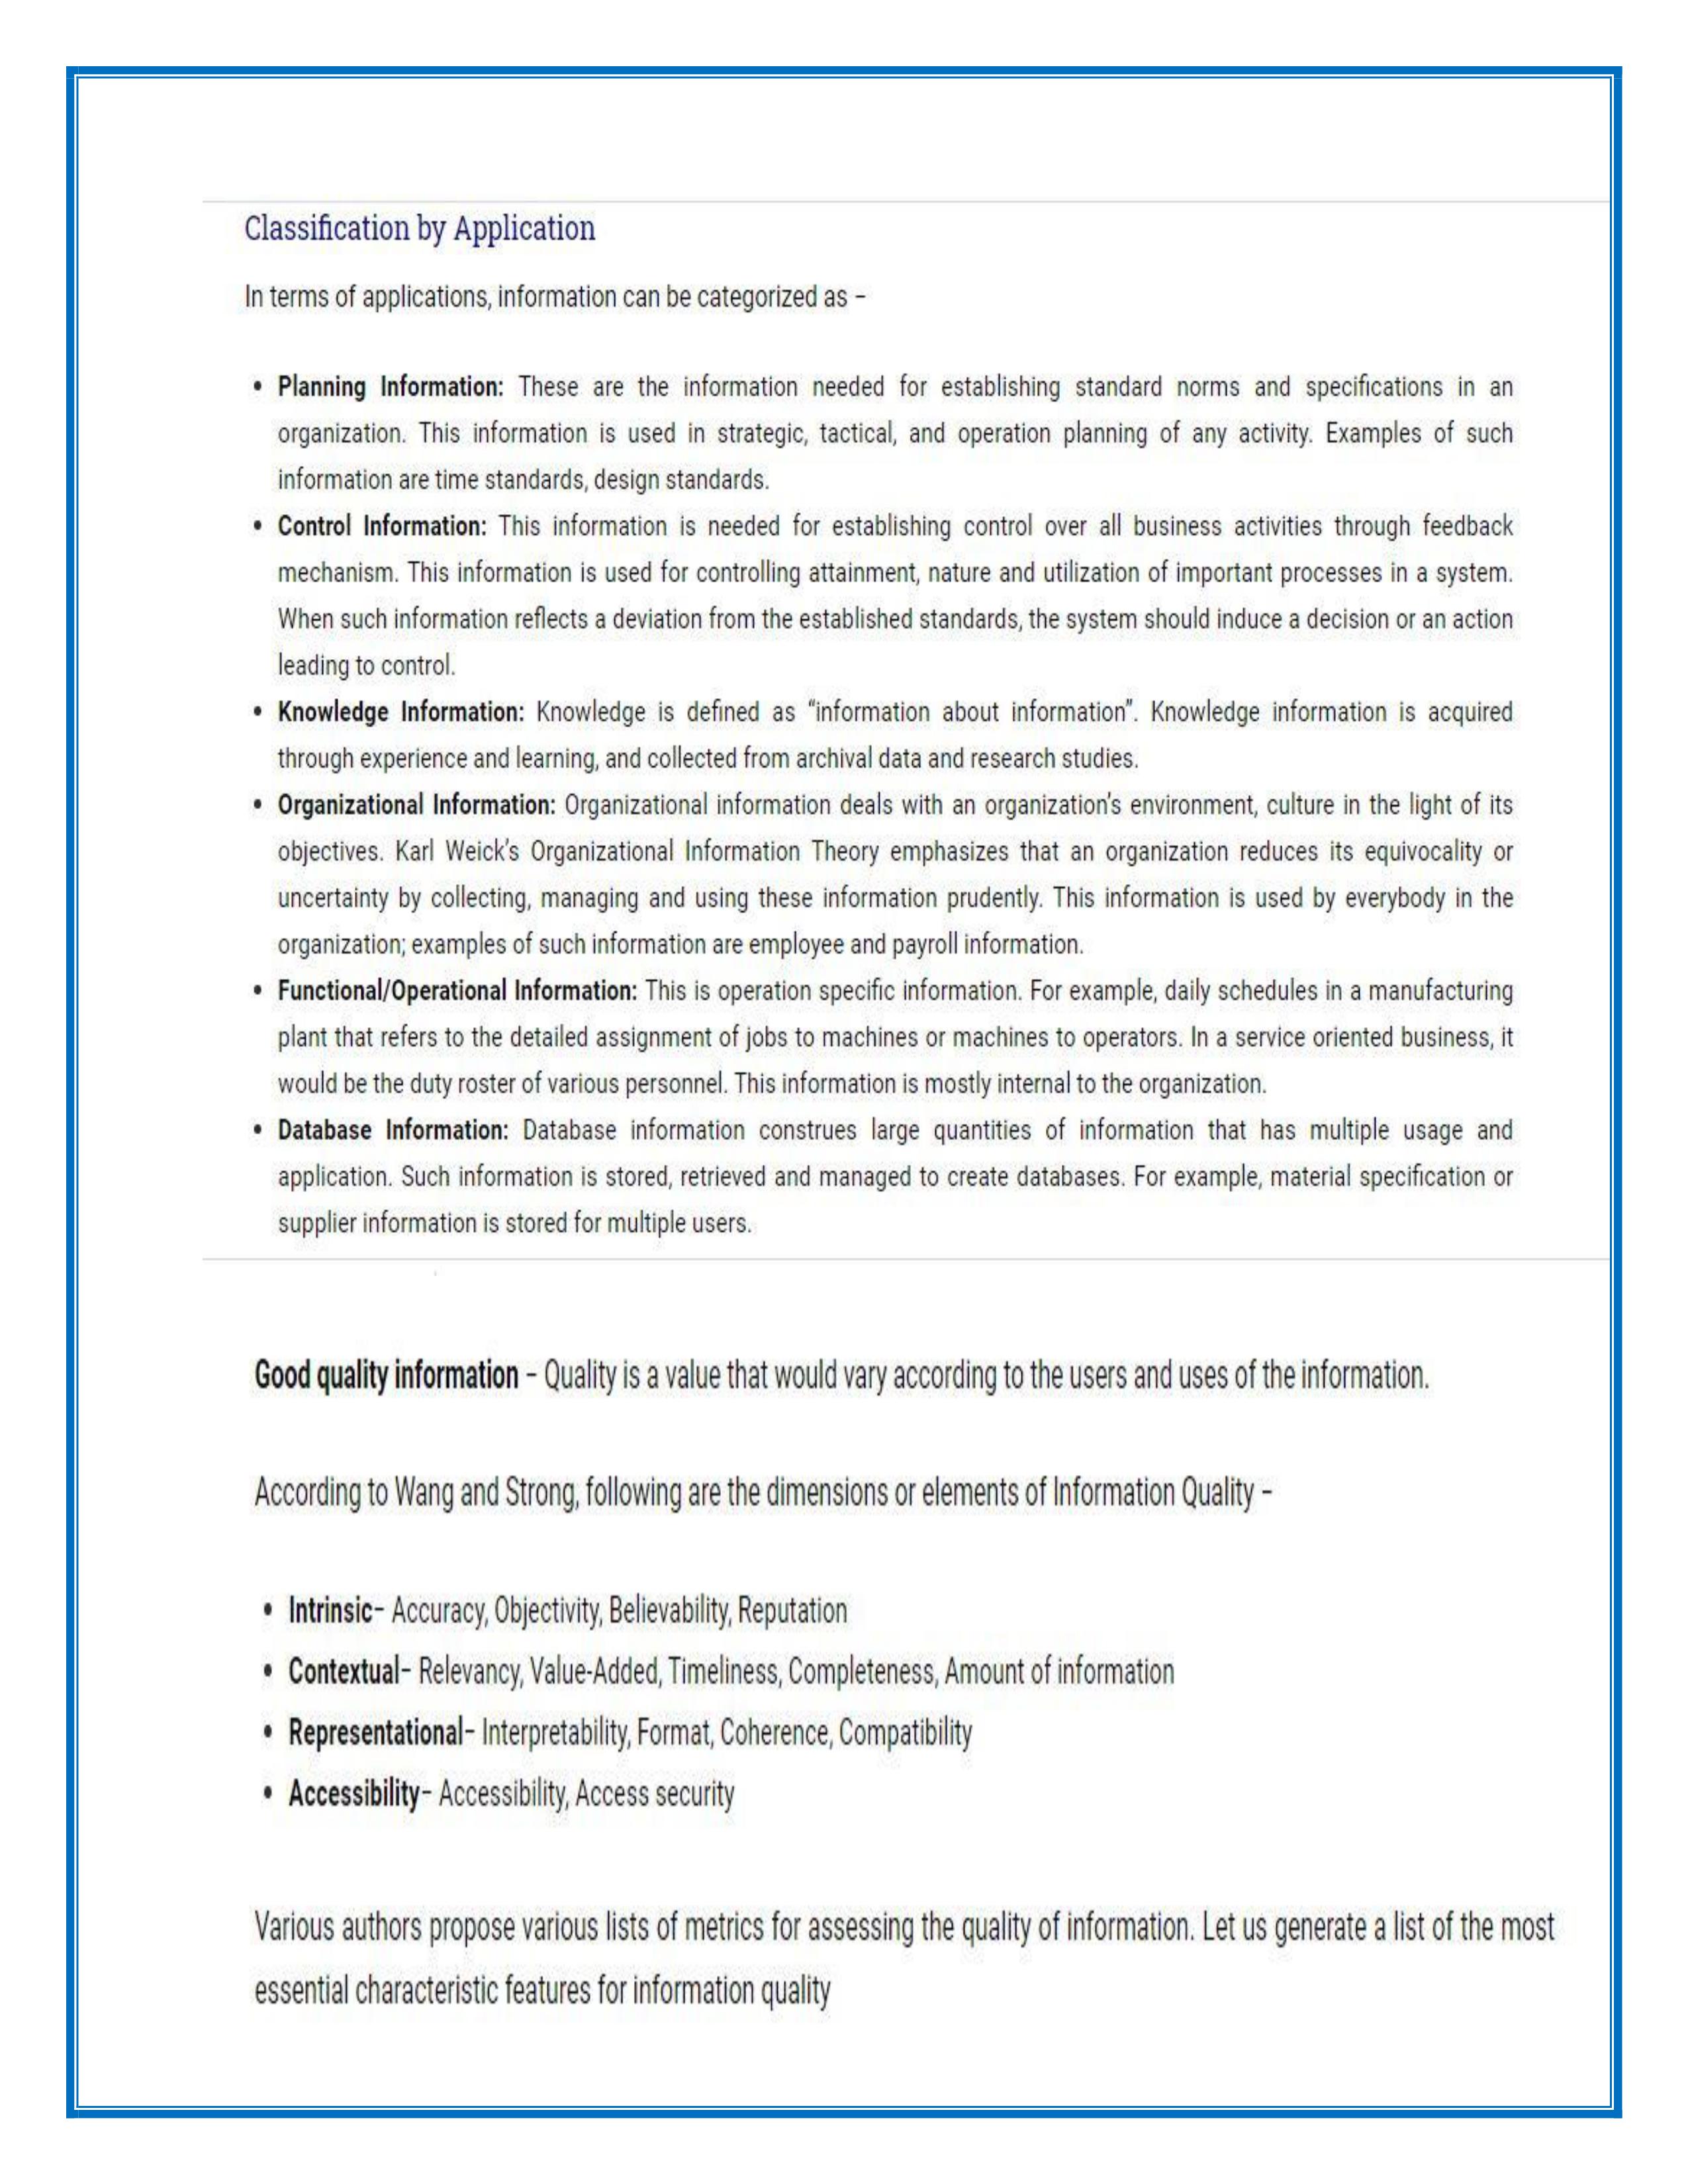 Classification by Application
In terms of applications, information can be categorized as –
• Planning Information: These are the information needed for establishing standard norms and specifications in an
organization. This information is used in strategic, tactical, and operation planning of any activity. Examples of such
information are time standards, design standards.
• Control Information: This information is needed for establishing control over all business activities through feedback
mechanism. This information is used for controlling attainment, nature and utilization of important processes in a system.
When such information reflects a deviation from the established standards, the system should induce a decision or an action
leading to control.
• Knowledge Information: Knowledge is defined as “information about information”. Knowledge information is acquired
through experience and learning, and collected from archival data and research studies.
• Organizational Information: Organizational information deals with an organization's environment, culture in the light of its
objectives. Karl Weick's Organizational Information Theory emphasizes that an organization reduces its equivocality or
uncertainty by collecting, managing and using these information prudently. This information is used by everybody in the
organization; examples of such information are employee and payroll information.
• Functional/Operational Information: This is operation specific information. For example, daily schedules in a manufacturing
plant that refers to the detailed assignment of jobs to machines or machines to operators. In a service oriented business, it
would be the duty roster of various personnel. This information is mostly internal to the organization.
• Database Information: Database information construes large quantities of information that has multiple usage and
application. Such information is stored, retrieved and managed to create databases. For example, material specification or
supplier information is stored for multiple users.
Good quality information – Quality is a value that would vary according to the users and uses of the information.
According to Wang and Strong, following are the dimensions or elements of Information Quality –
• Intrinsic– Accuracy, Objectivity, Believability, Reputation
• Contextual– Relevancy, Value-Added, Timeliness, Completeness, Amount of information
• Representational– Interpretability, Format, Coherence, Compatibility
• Accessibility– Accessibility, Access security
Various authors propose various lists of metrics for assessing the quality of information. Let us generate a list of the most
essential characteristic features for information quality